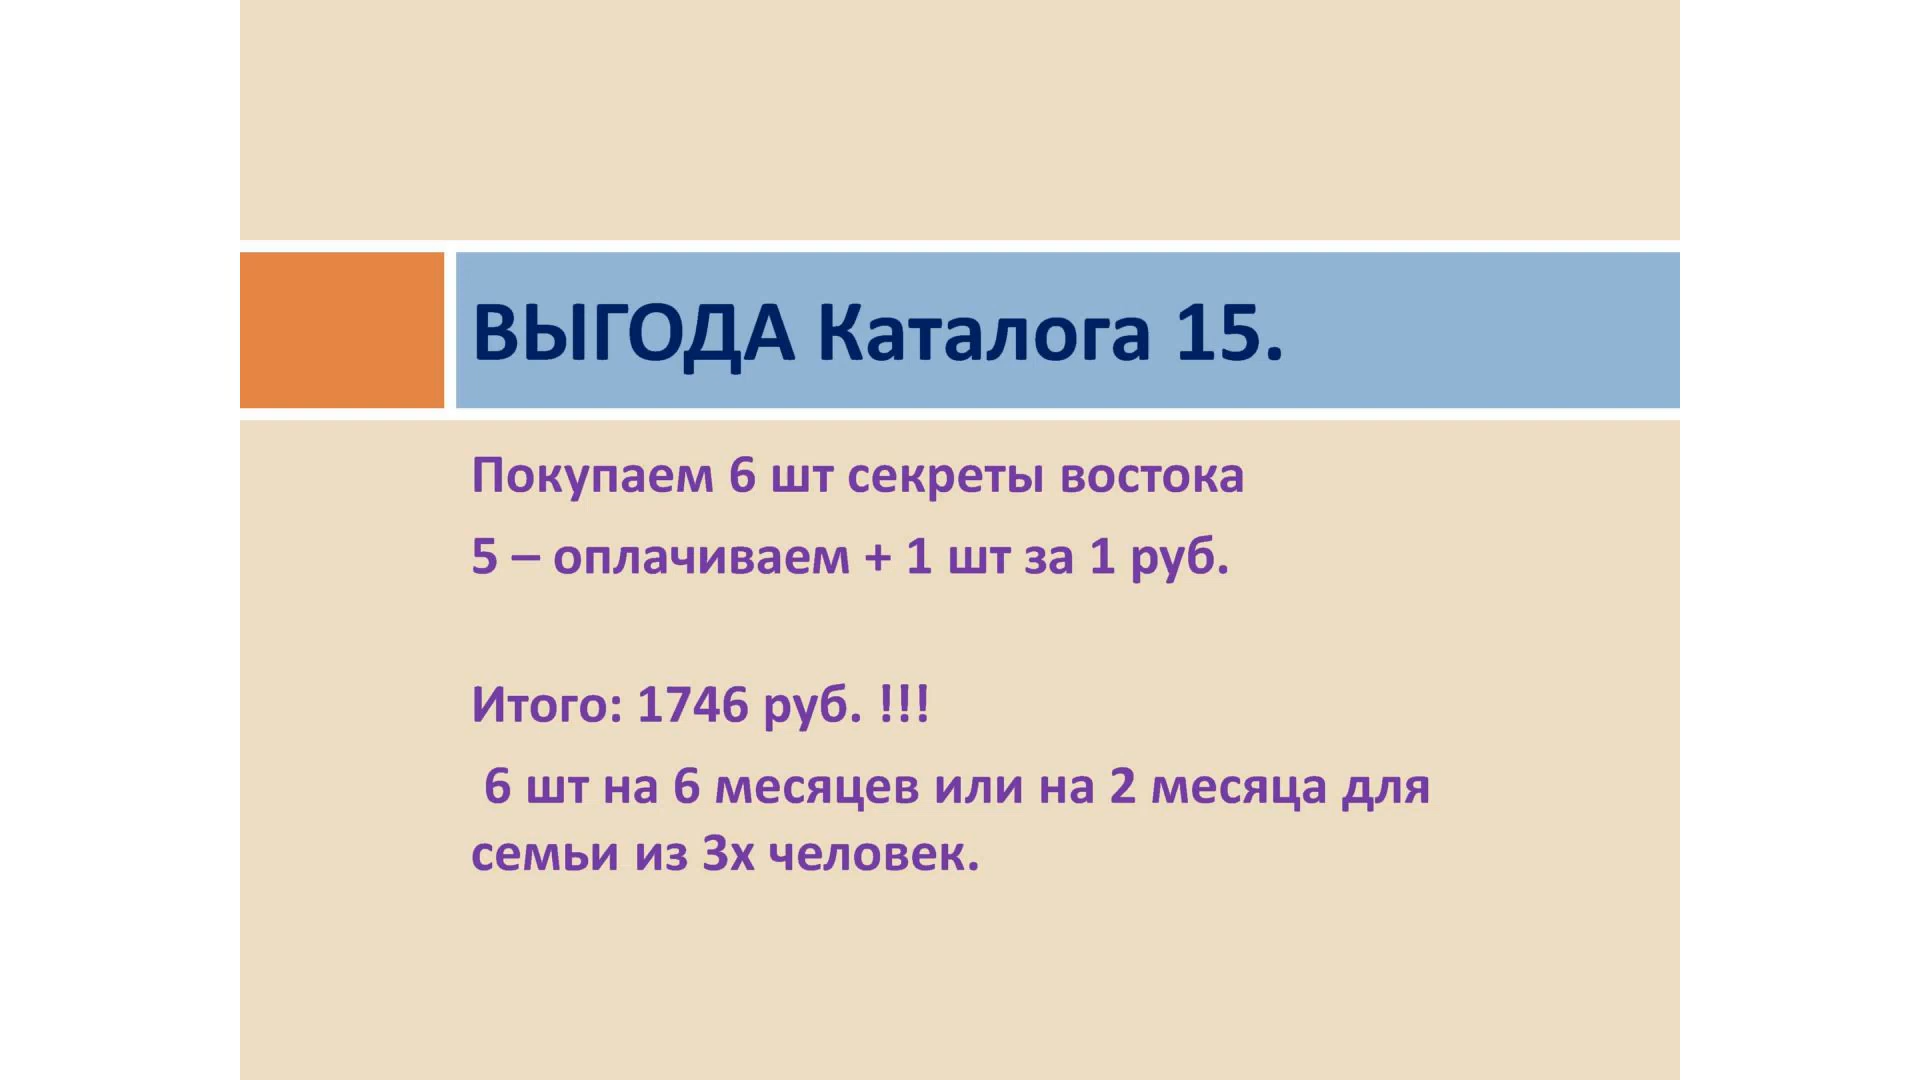 ВЫГОДА Каталога 15.
Покупаем 6 шт секреты востока
5 – оплачиваем + 1 шт за 1 руб.
Итого: 1746 руб. !!!
6 шт на 6 месяцев или на 2 месяца для
семьи из 3х человек.